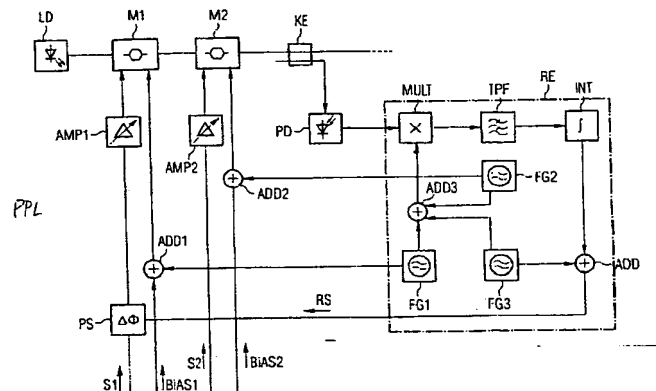 LD
M1
M2
KE
RE
MULT
TPF
INT
×
∫
AMP1
AMP2
PD
FG2
ADD2
ADD3
PPL
ADD1
ADD
FG1
FG3
PS
ΔΦ
RS
S1
BiAS1
S2
BiAS2